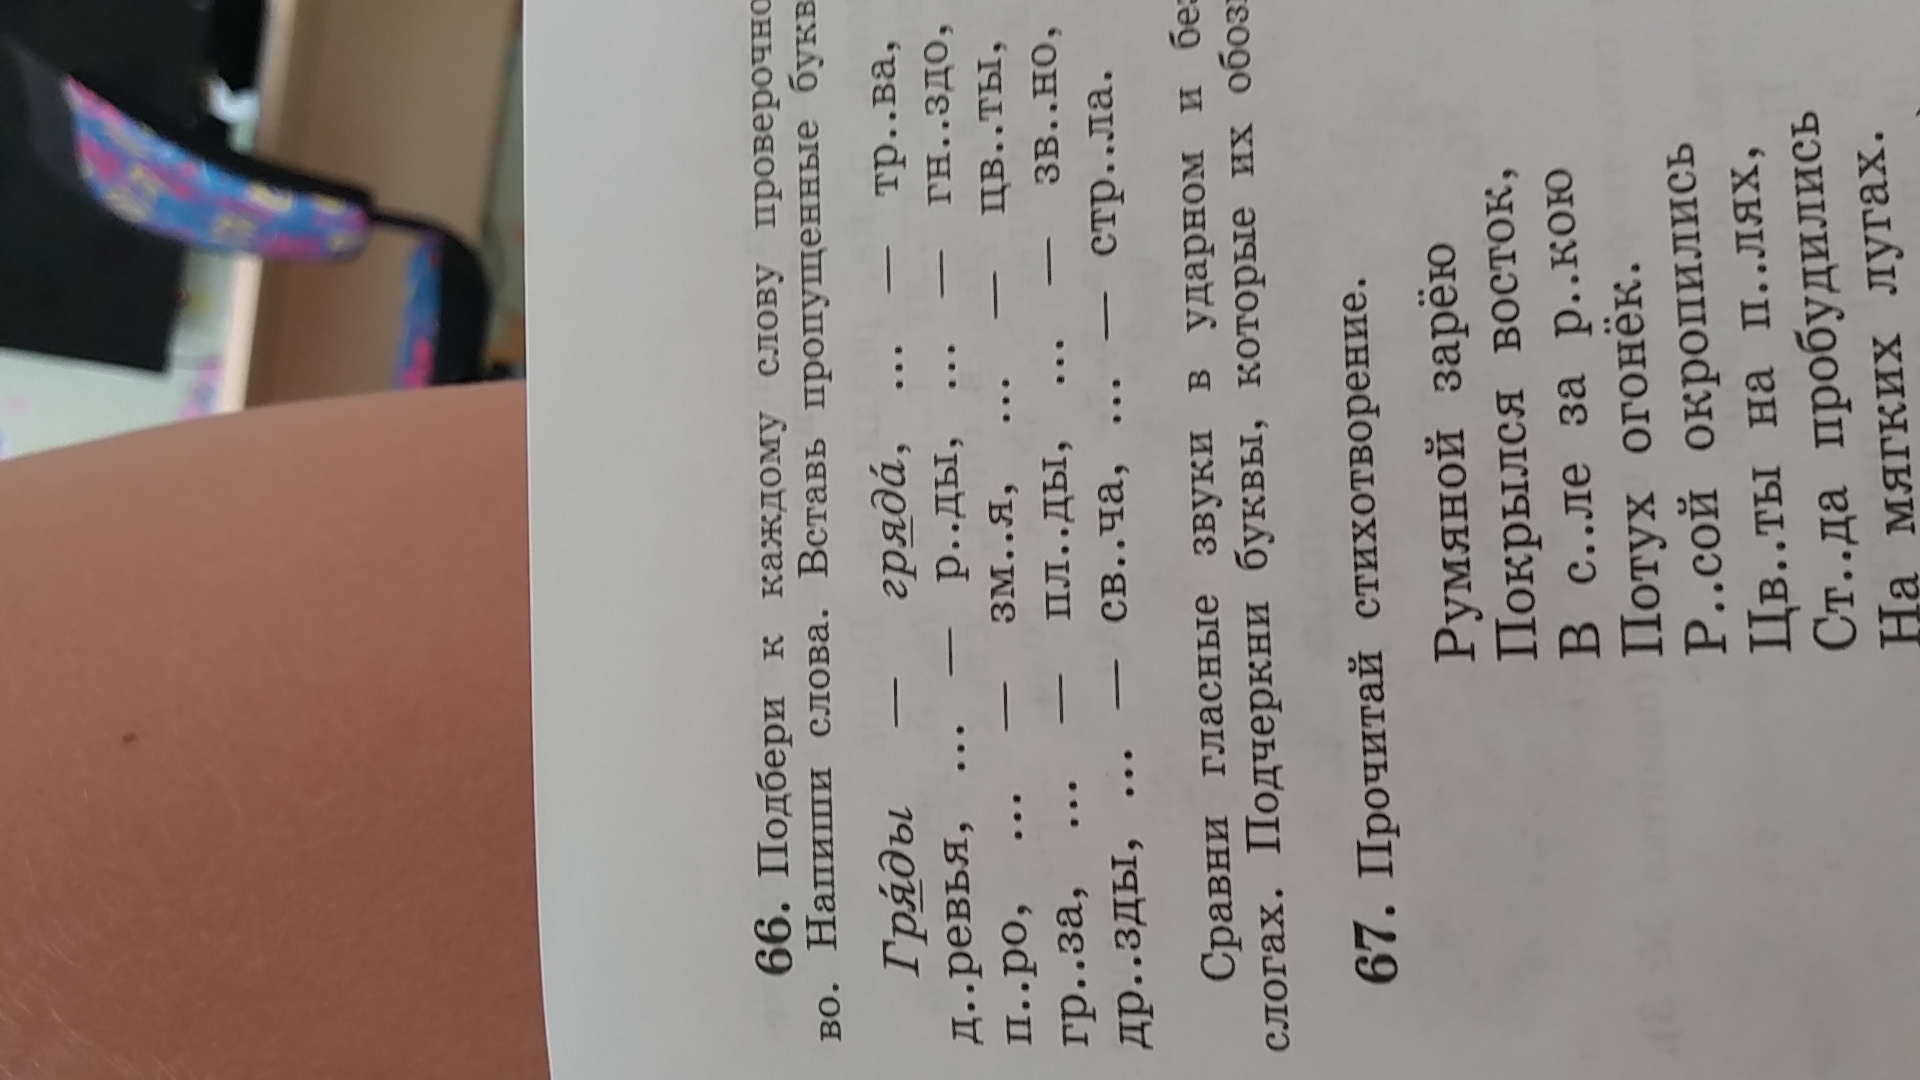 66. Подбери к каждому слову проверочно
во. Напиши слова. Вставь пропущенные букв
Гря́ды — гряда́, ... — тр..ва,
д..ревья, ... — р..ды, ... — гн..здо,
п..ро, ... — зм..я, ... — цв..ты,
гр..за, ... — пл..ды, ... — зв..но,
др..зды, ... — св..ча, ... — стр..ла.
Сравни гласные звуки в ударном и без
слогах. Подчеркни буквы, которые их обозн
67. Прочитай стихотворение.
Румяной зарёю
Покрылся восток,
В с..ле за р..кою
Потух огонёк.
Р..сой окропились
Цв..ты на п..лях,
Ст..да пробудились
На мягких лугах.